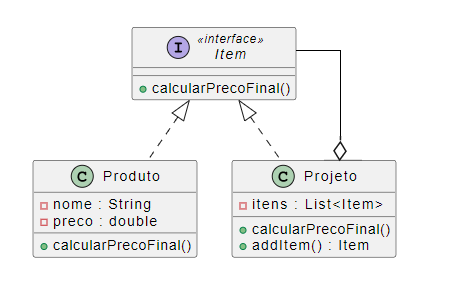 I
«interface»
Item
calcularPrecoFinal()
C Produto
nome : String
preco : double
calcularPrecoFinal()
C Projeto
itens : List<Item>
calcularPrecoFinal()
addItem() : Item